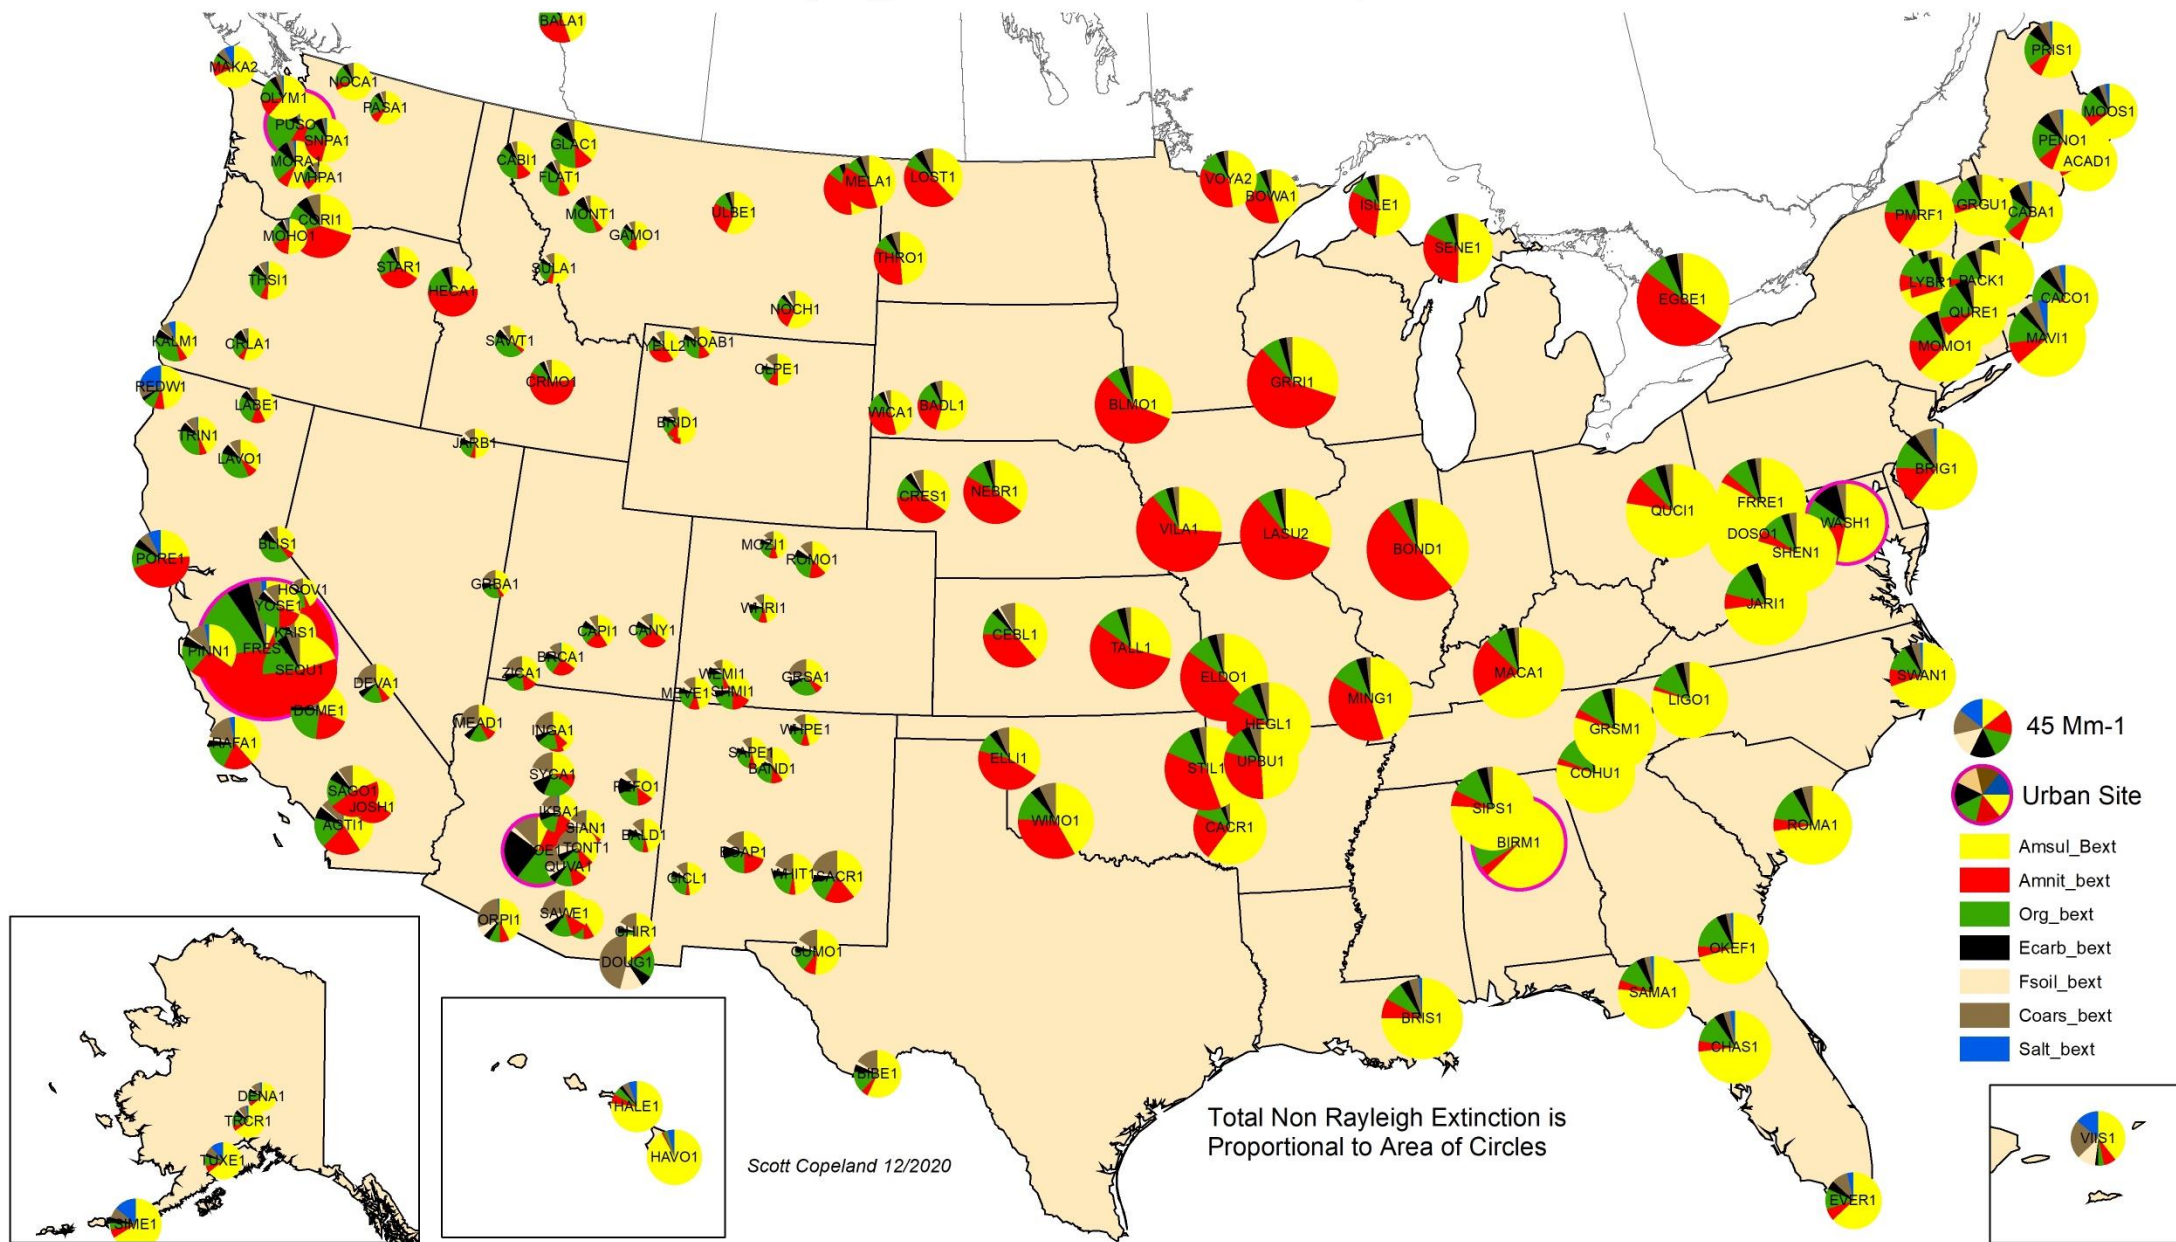 BALA1
MAKA2
NOCA1
PASA1
OLYM1
PUSO
SNPA1
MORA1
WHPA1
CORI1
MOHO1
THSI1
STAR1
HECA1
KALM1
CRLA1
REDW1
LABE1
TRIN1
LAVO1
CABI1
GLAC1
FLAT1
MONT1
GAMO1
SULA1
ULBE1
MELA1
LOST1
THRO1
NOCH1
SAWT1
CRMO1
YELL2
NOAB1
CLPE1
BRID1
JARB1
WICA1
BADL1
VOYA2
BOWA1
ISLE1
SENE1
EGBE1
BLMO1
GRRI1
PRIS1
MOOS1
PENO1
ACAD1
PMRF1
GRGU1
CABA1
LYBR1
PACK1
CACO1
QURE1
MOMO1
MAVI1
BRIG1
CRES1
NEBR1
VILA1
LASU2
BOND1
QUCI1
FRRE1
WASH1
DOSO1
SHEN1
JARI1
PORE1
BLIS1
HOOV1
YOSE1
KAIS1
FRES
PINN1
SEQU1
DOME1
DEVA1
RAFA1
SAGO1
JOSH1
AGTI1
GRBA1
CAPI1
CANY1
BRCA1
ZICA1
MOZI1
ROMO1
WHRI1
WEMI1
MEVE1
SHMI1
GRSA1
CEBL1
TALL1
ELDO1
HEGL1
MING1
MACA1
SWAN1
LIGO1
GRSM1
COHU1
MEAD1
INGA1
SYCA1
PEFO1
IKBA1
SIAN1
BALD1
TONT1
QUVA1
WHPE1
SAPE1
BAND1
BOAP1
GICL1
WHIT1
SACR1
ELLI1
WIMO1
STIL1
UPBU1
CACR1
SIPS1
BIRM1
ROMA1
ORPI1
SAWE1
CHIR1
DOUG1
GUMO1
BIBE1
OKEF1
SAMA1
BRIS1
CHAS1
EVER1
DENA1
TRCR1
TUXE1
SIME1
HALE1
HAVO1
VIIS1
45 Mm-1
Urban Site
Amsul_Bext
Amnit_bext
Org_bext
Ecarb_bext
Fsoil_bext
Coars_bext
Salt_bext
Total Non Rayleigh Extinction is
Proportional to Area of Circles
Scott Copeland 12/2020